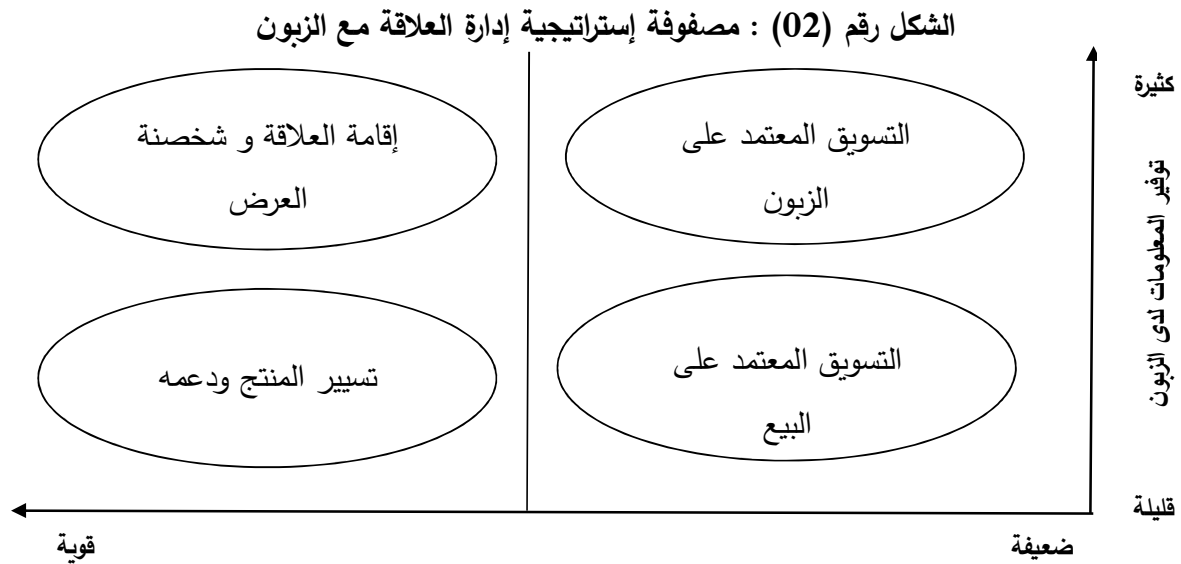 الشكل رقم (02) : مصفوفة إستراتيجية إدارة العلاقة مع الزبون
كثيرة
توفير المعلومات لدى الزبون
قليلة
التسويق المعتمد على
الزبون
إقامة العلاقة و شخصنة
العرض
التسويق المعتمد على
البيع
تسيير المنتج ودعمه
ضعيفة
قوية